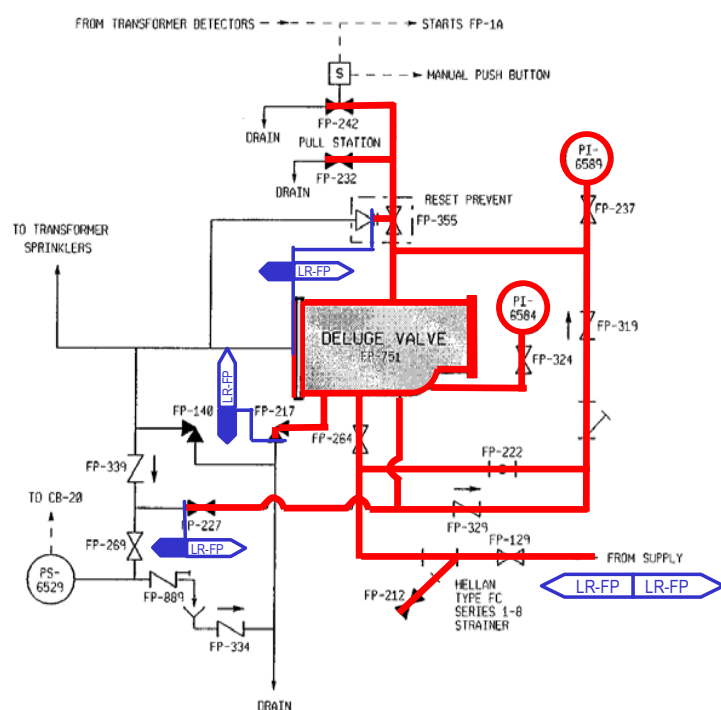 FROM TRANSFORMER DETECTORS
STARTS FP-1A
S
MANUAL PUSH BUTTON
FP-242
DRAIN
PULL STATION
FP-232
DRAIN
PI-
6589
RESET PREVENT
FP-355
FP-237
TO TRANSFORMER
SPRINKLERS
LR-FP
PI-
6584
DELUGE VALVE
FP-751
FP-319
FP-324
LR-FP
FP-140
FP-217
FP-264
FP-222
FP-339
TO CB-20
FP-227
FP-329
FP-269
LR-FP
FP-129
FROM SUPPLY
PS-
6529
FP-889
FP-212
HELLAN
TYPE FC
SERIES 1-8
STRAINER
LR-FP
LR-FP
FP-334
DRAIN